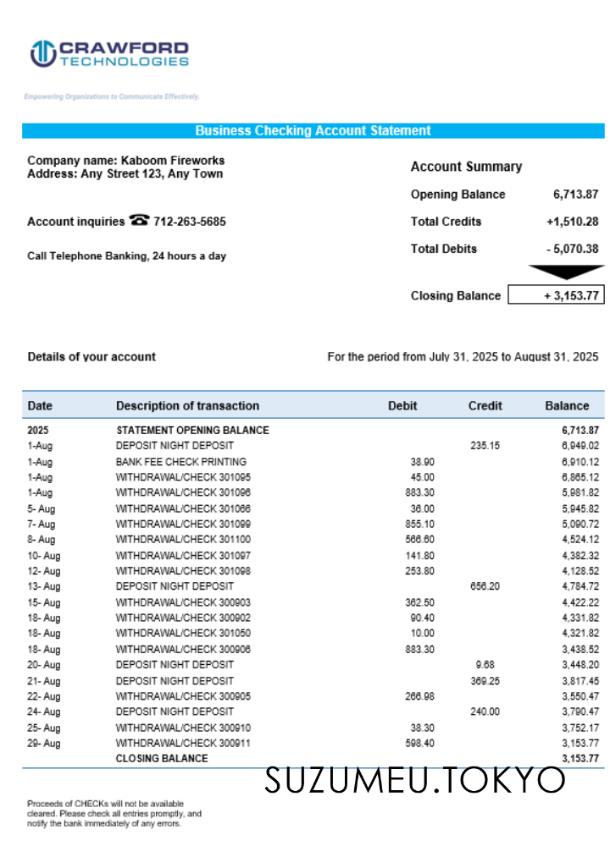 CRAWFORD
TECHNOLOGIES
Empowering Organizations to Communicate Effectively.
Business Checking Account Statement
Company name: Kaboom Fireworks
Address: Any Street 123, Any Town
Account inquiries ☎ 712-263-5685
Call Telephone Banking, 24 hours a day
Account Summary
Opening Balance 6,713.87
Total Credits +1,510.28
Total Debits - 5,070.38
Closing Balance + 3,153.77
Details of your account For the period from July 31, 2025 to August 31, 2025
Date Description of transaction Debit Credit Balance
2025 STATEMENT OPENING BALANCE 6,713.87
1-Aug DEPOSIT NIGHT DEPOSIT 235.15 6,949.02
1-Aug BANK FEE CHECK PRINTING 38.90 6,910.12
1-Aug WITHDRAWAL/CHECK 301095 45.00 6,865.12
1-Aug WITHDRAWAL/CHECK 301096 883.30 5,981.82
5- Aug WITHDRAWAL/CHECK 301066 36.00 5,945.82
7- Aug WITHDRAWAL/CHECK 301099 855.10 5,090.72
8- Aug WITHDRAWAL/CHECK 301100 566.60 4,524.12
10- Aug WITHDRAWAL/CHECK 301097 141.80 4,382.32
12- Aug WITHDRAWAL/CHECK 301098 253.80 4,128.52
13- Aug DEPOSIT NIGHT DEPOSIT 656.20 4,784.72
15- Aug WITHDRAWAL/CHECK 300903 362.50 4,422.22
18- Aug WITHDRAWAL/CHECK 300902 90.40 4,331.82
18- Aug WITHDRAWAL/CHECK 301050 10.00 4,321.82
18- Aug WITHDRAWAL/CHECK 300906 883.30 3,438.52
20- Aug DEPOSIT NIGHT DEPOSIT 9.68 3,448.20
21- Aug DEPOSIT NIGHT DEPOSIT 369.25 3,817.45
22- Aug WITHDRAWAL/CHECK 300905 266.98 3,550.47
24- Aug DEPOSIT NIGHT DEPOSIT 240.00 3,790.47
25- Aug WITHDRAWAL/CHECK 300910 38.30 3,752.17
29- Aug WITHDRAWAL/CHECK 300911 598.40 3,153.77
CLOSING BALANCE 3,153.77
SUZUMEU.TOKYO
Proceeds of CHECKs will not be available
cleared. Please check all entries promptly, and
notify the bank immediately of any errors.